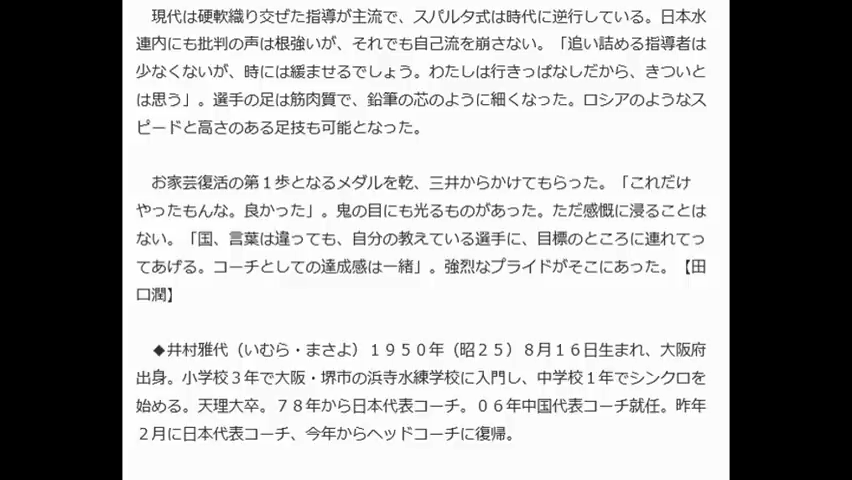 現代は硬軟織り交ぜた指導が主流で、スパルタ式は時代に逆行している。日本水
連内にも批判の声は根強いが、それでも自己流を崩さない。「追い詰める指導者は
少なくないが、時には緩ませるでしょう。わたしは行きっぱなしだから、きついと
は思う」。選手の足は筋肉質で、鉛筆の芯のように細くなった。ロシアのようなス
ピードと高さのある足技も可能となった。
お家芸復活の第１歩となるメダルを乾、三井からかけてもらった。「これだけ
やったもんな。良かった」。鬼の目にも光るものがあった。ただ感慨に浸ることは
ない。「国、言葉は違っても、自分の教えている選手に、目標のところに連れてっ
てあげる。コーチとしての達成感は一緒」。強烈なプライドがそこにあった。【田
口潤】
◆井村雅代（いむら・まさよ）１９５０年（昭２５）８月１６日生まれ、大阪府
出身。小学校３年で大阪・堺市の浜寺水練学校に入門し、中学校１年でシンクロを
始める。天理大卒。７８年から日本代表コーチ。０６年中国代表コーチ就任。昨年
２月に日本代表コーチ、今年からヘッドコーチに復帰。